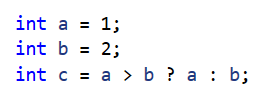 int a = 1;
int b = 2;
int c = a > b ? a : b;